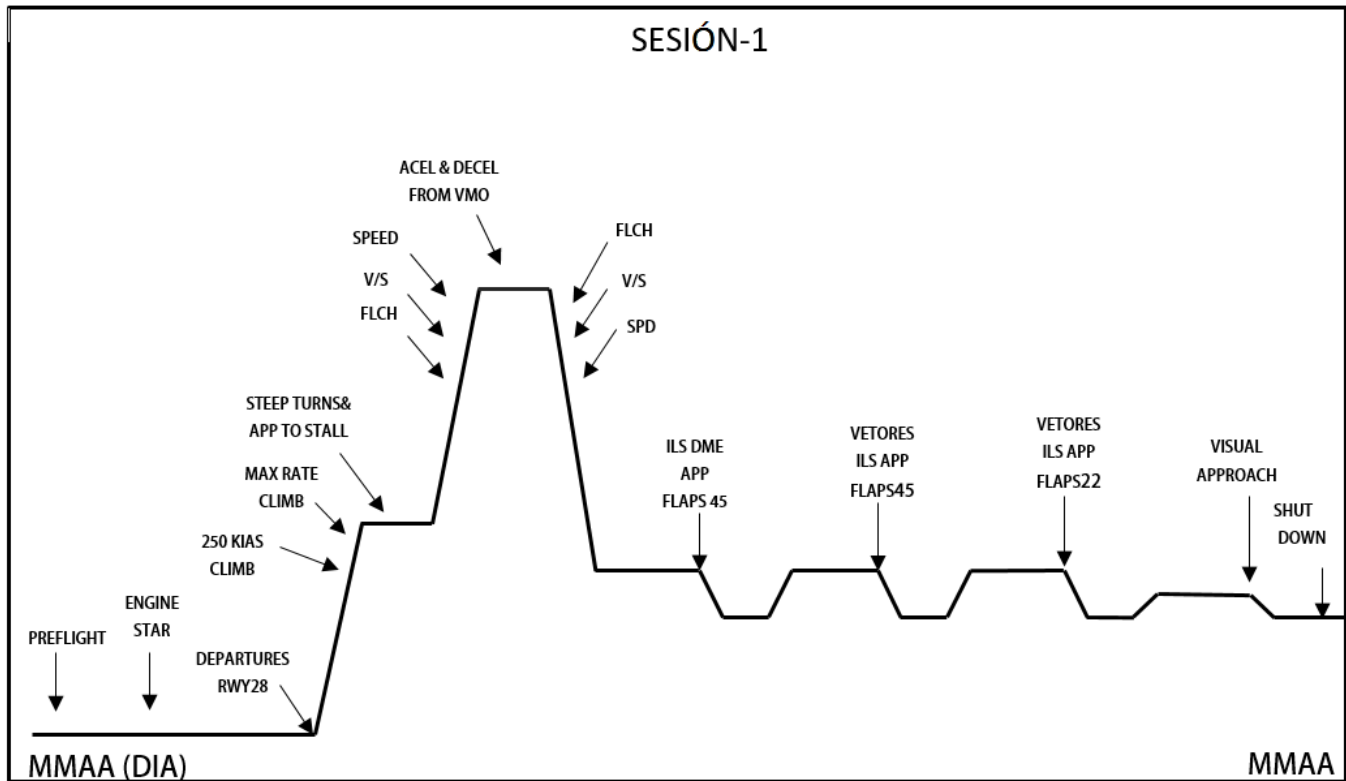 SESIÓN-1
ACEL & DECEL
FROM VMO
SPEED
V/S
FLCH
FLCH
V/S
SPD
STEEP TURNS&
APP TO STALL
MAX RATE
CLIMB
250 KIAS
CLIMB
ENGINE
STAR
PREFLIGHT
DEPARTURES
RWY28
ILS DME
APP
FLAPS 45
VETORES
ILS APP
FLAPS45
VETORES
ILS APP
FLAPS22
VISUAL
APPROACH
SHUT
DOWN
MMAA (DIA)
MMAA